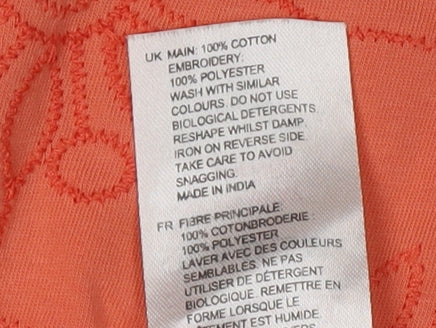 UK MAIN: 100% COTTON
EMBROIDERY:
100% POLYESTER
WASH WITH SIMILAR
COLOURS. DO NOT USE
BIOLOGICAL DETERGENTS.
RESHAPE WHILST DAMP.
IRON ON REVERSE SIDE.
TAKE CARE TO AVOID
SNAGGING.
MADE IN INDIA
FR FIBRE PRINCIPALE:
100% COTONBRODERIE :
100% POLYESTER
LAVER AVEC DES COULEURS
SEMBLABLES. NE PAS
UTILISER DE DÉTERGENT
BIOLOGIQUE. REMETTRE EN
FORME LORSQUE LE
VÊTEMENT EST HUMIDE.